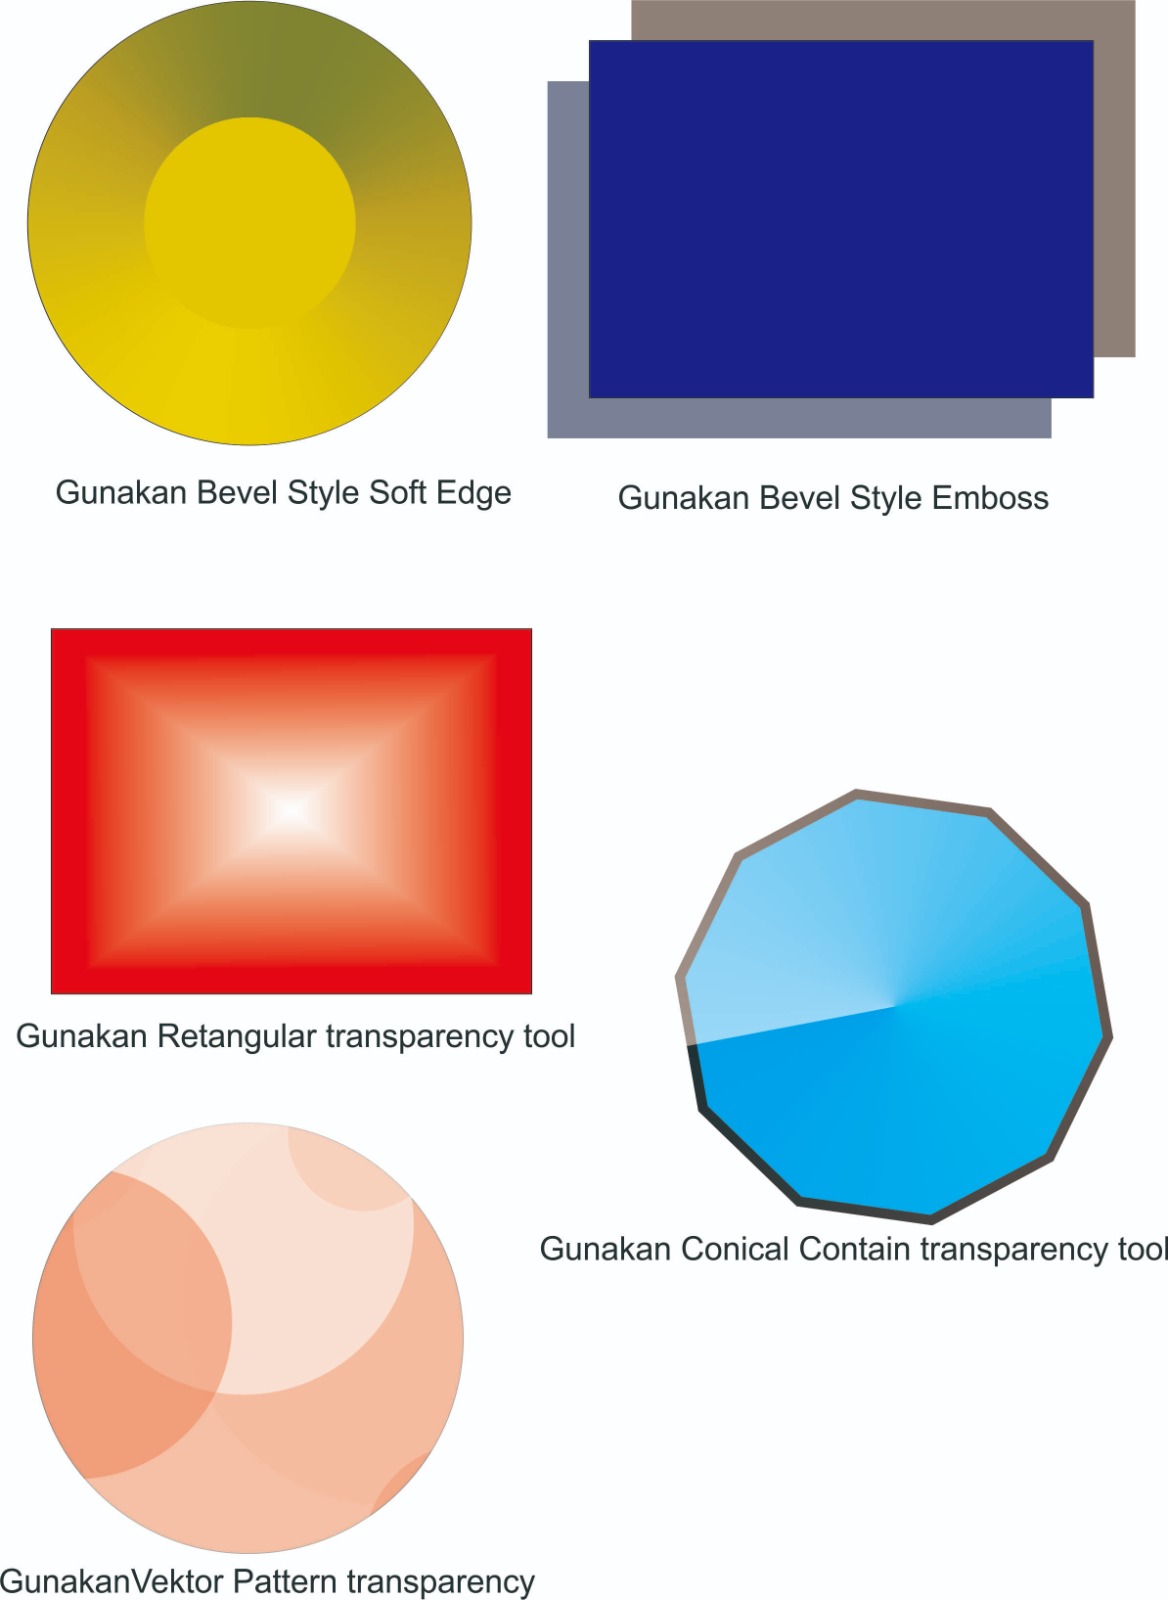 Gunakan Bevel Style Soft Edge
Gunakan Bevel Style Emboss
Gunakan Retangular transparency tool
Gunakan Conical Contain transparency tool
GunakanVektor Pattern transparency